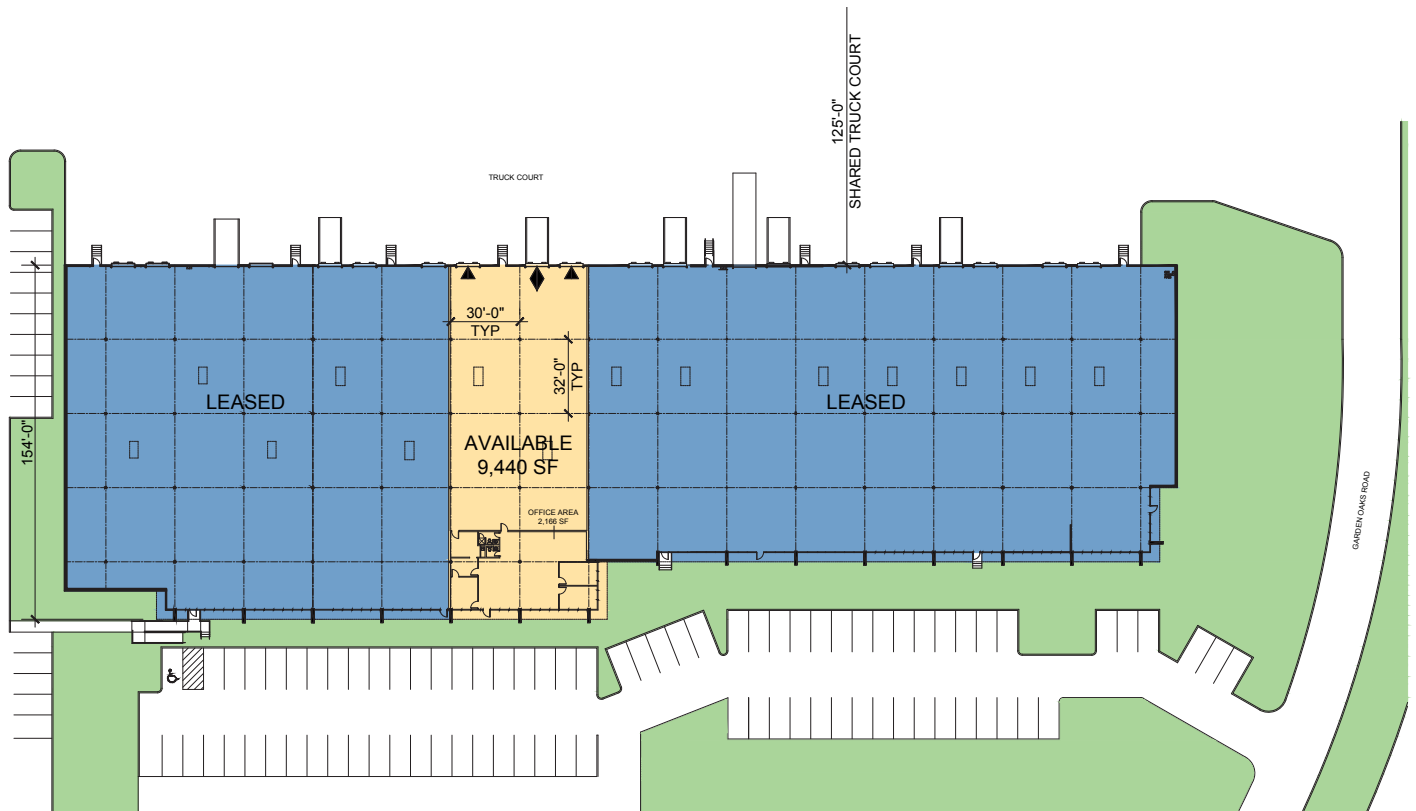 125'-0"
SHARED TRUCK COURT
TRUCK COURT
30'-0"
TYP
32'-0"
TYP
LEASED
LEASED
154'-0"
AVAILABLE
9,440 SF
OFFICE AREA
2,166 SF
GARDEN OAKS ROAD